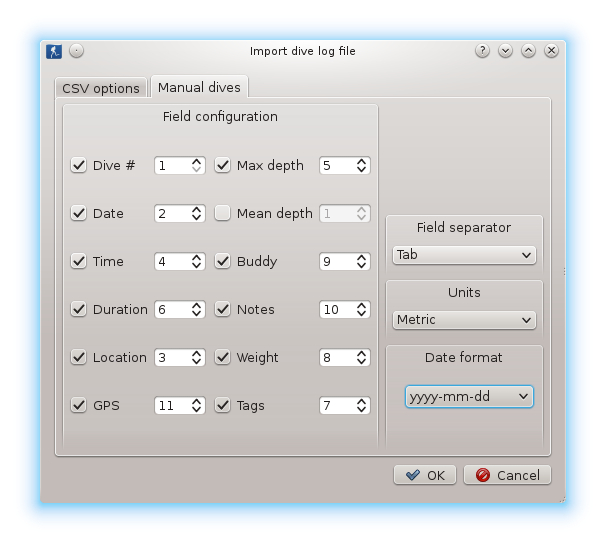 Import dive log file
?
CSV options Manual dives
Field configuration
Dive # 1 Max depth 5
Date 2 Mean depth 1
Time 4 Buddy 9
Duration 6 Notes 10
Location 3 Weight 8
GPS 11 Tags 7
Field separator
Tab
Units
Metric
Date format
yyyy-mm-dd
OK Cancel